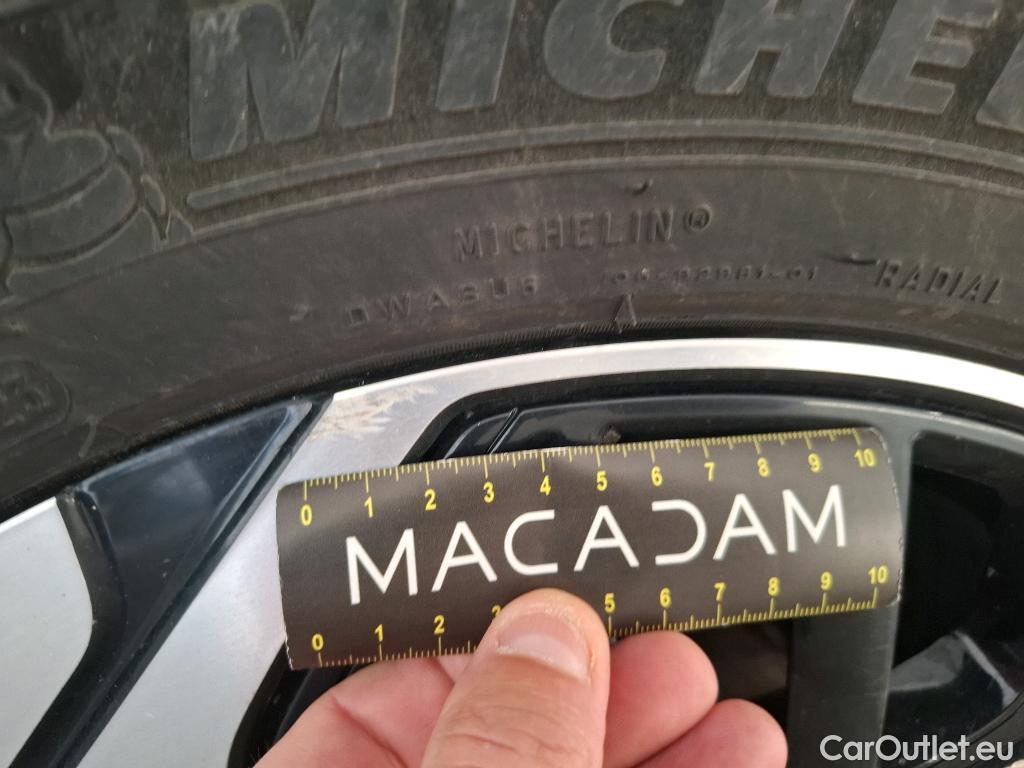 MICHE
MICHELIN®
RADIAL
0 1 2 3 4 5 6 7 8 9 10
MACADAM
0 1 2 3 5 6 7 8 9 10
CarOutlet.eu